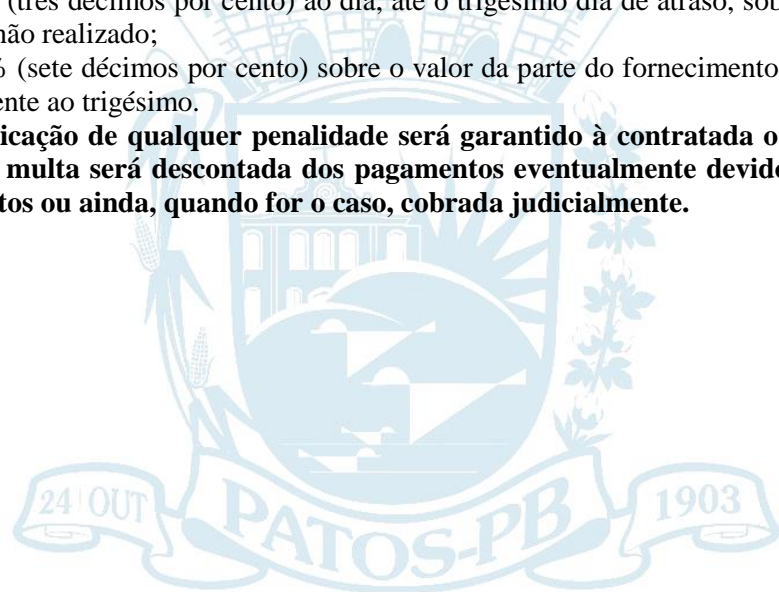 (três décimos por cento) ao dia, até o trigésimo dia de atraso, sob
não realizado;
% (sete décimos por cento) sobre o valor da parte do fornecimento
ente ao trigésimo.
icação de qualquer penalidade será garantido à contratada o
multa será descontada dos pagamentos eventualmente devido
tos ou ainda, quando for o caso, cobrada judicialmente.
24 OUT
PATOS-PB
1903